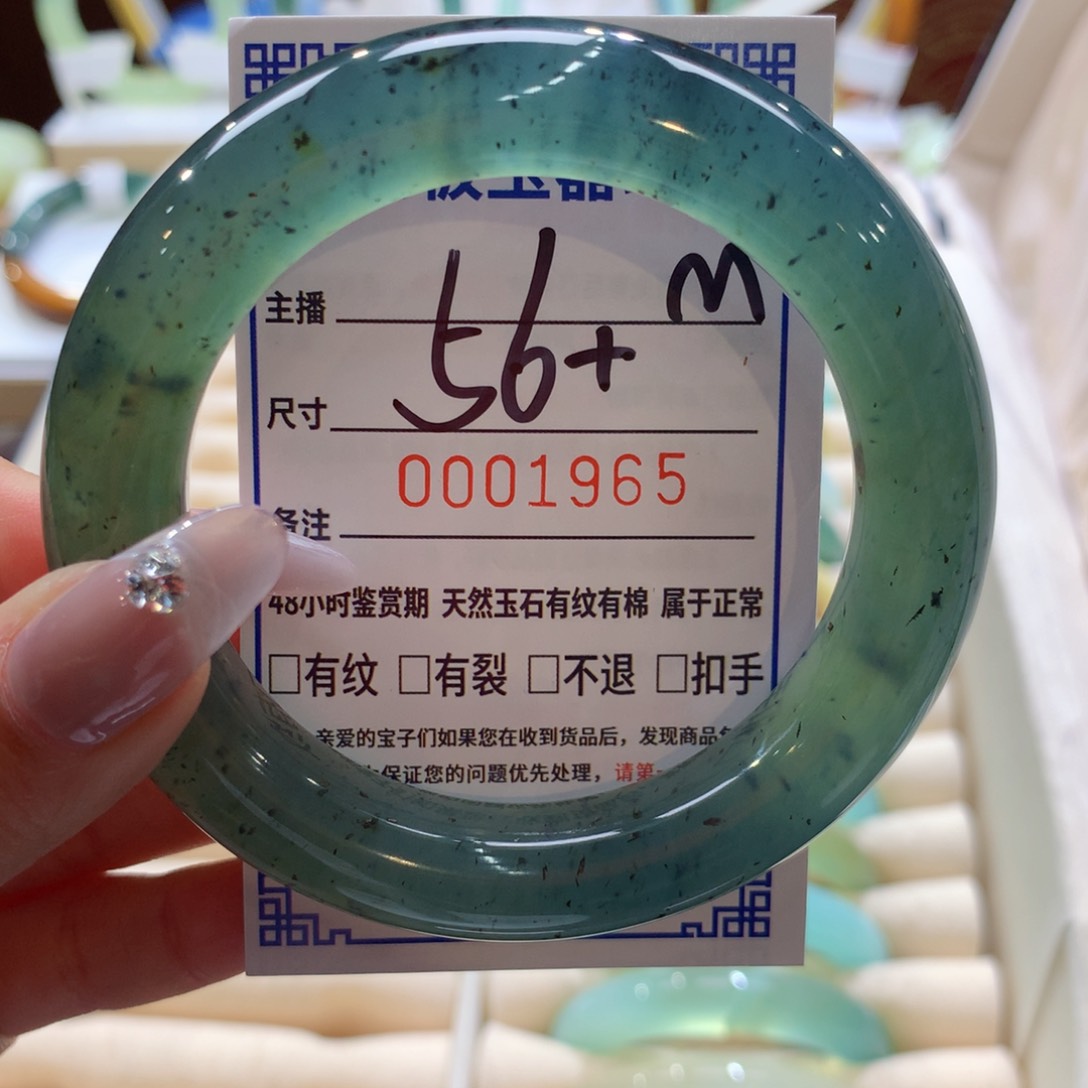 玉器
M
主播
56+
尺寸
0001965
备注
48小时鉴赏期 天然玉石有纹有棉 属于正常
□有纹 □有裂 □不退 □扣手
亲爱的宝子们如果您在收到货品后，发现商品
保证您的问题优先处理，请第一